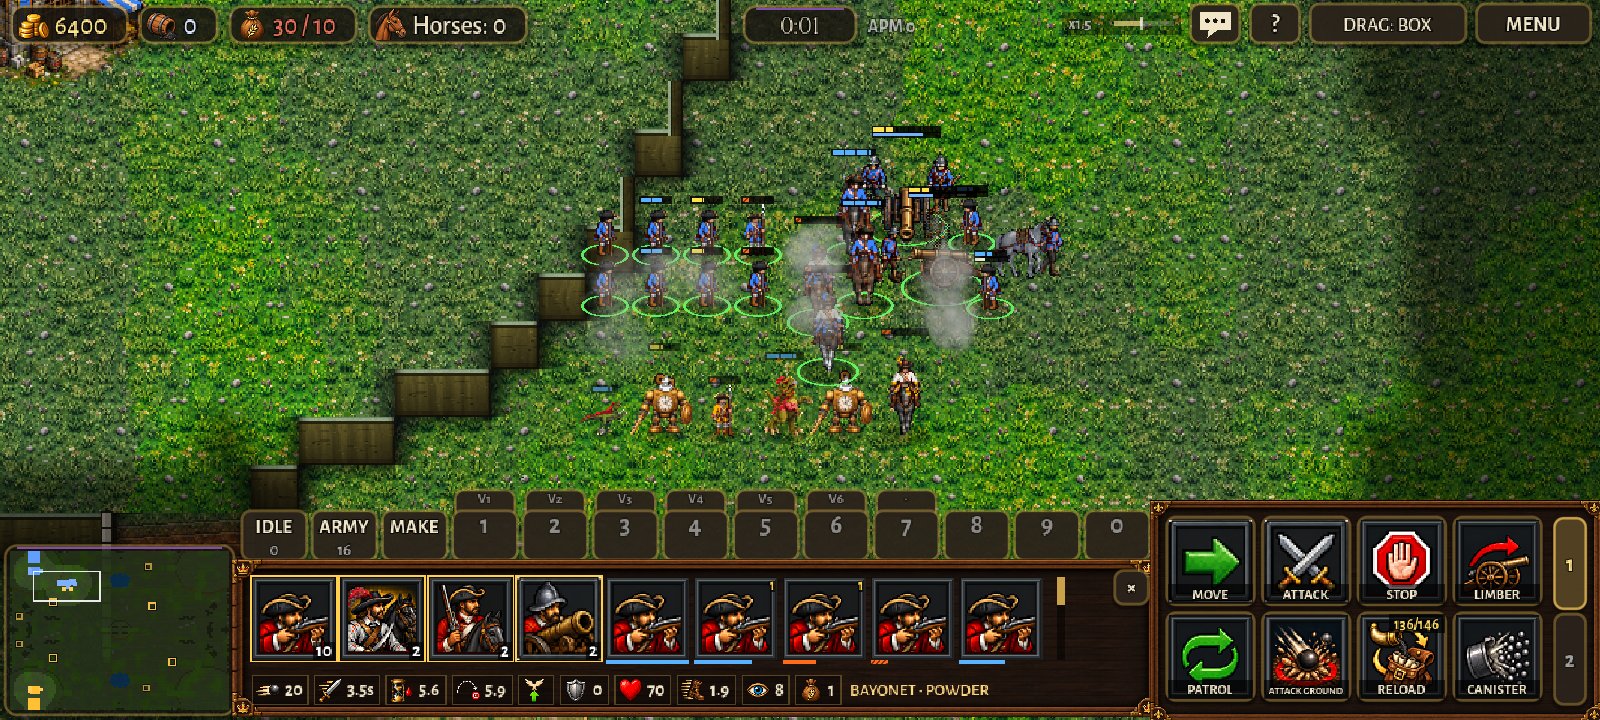 6400
0
30/10
Horses: 0
0:01
APM 0
X1.5
?
DRAG: BOX
MENU
V1
V2
V3
V4
V5
V6
IDLE
0
ARMY
16
MAKE
1
2
3
4
5
6
7
8
9
0
10
2
2
2
1
1
×
20
3.5s
5.6
5.9
0
70
1.9
8
1
BAYONET · POWDER
MOVE
ATTACK
STOP
LIMBER
1
PATROL
ATTACK GROUND
136/146
RELOAD
CANISTER
2